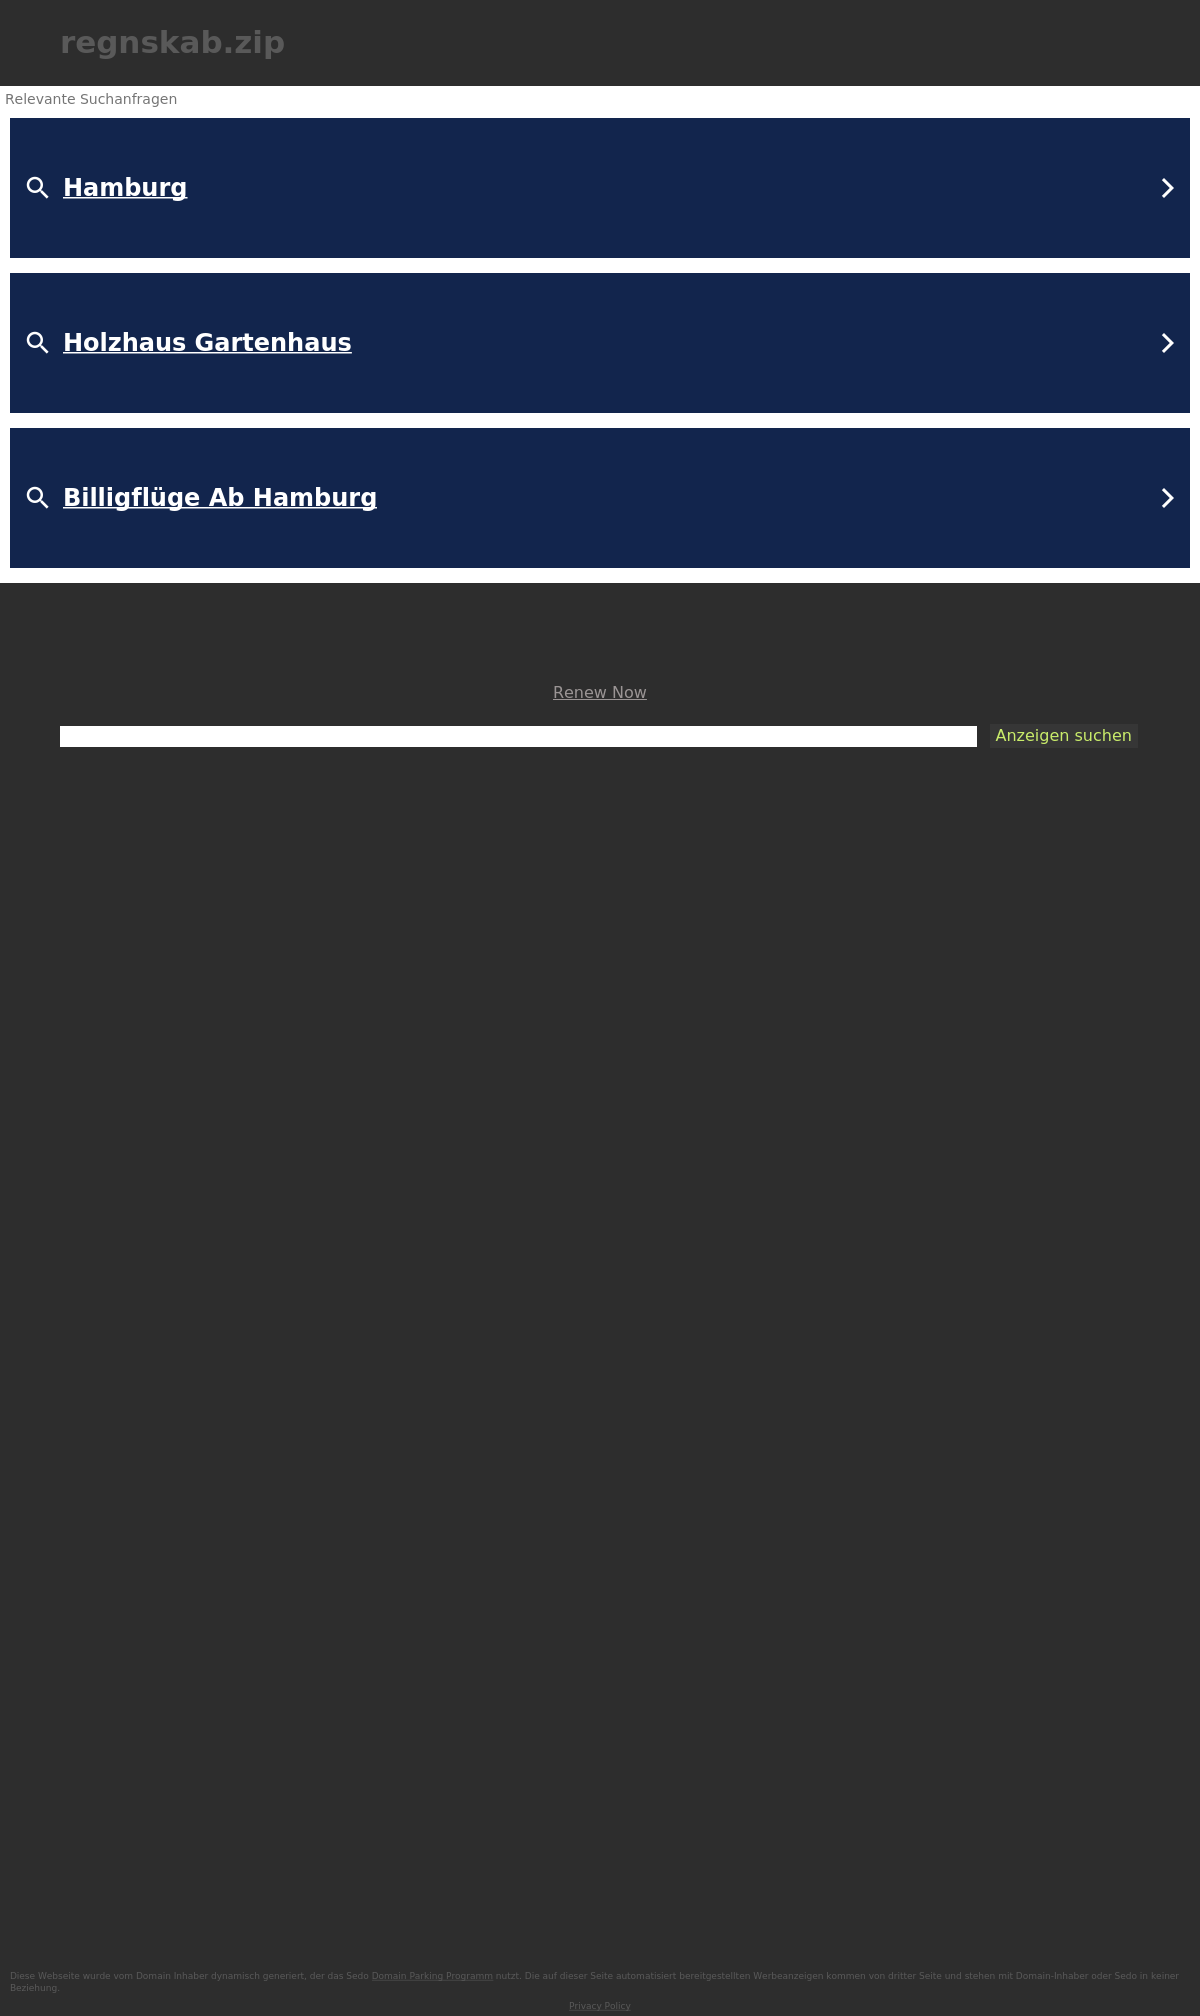 regnskab.zip
Relevante Suchanfragen
Hamburg
Holzhaus Gartenhaus
Billigflüge Ab Hamburg
Renew Now
Anzeigen suchen
Diese Webseite wurde vom Domain Inhaber dynamisch generiert, der das Sedo Domain Parking Programm nutzt. Die auf dieser Seite automatisiert bereitgestellten Werbeanzeigen kommen von dritter Seite und stehen mit Domain-Inhaber oder Sedo in keiner
Beziehung.
Privacy Policy